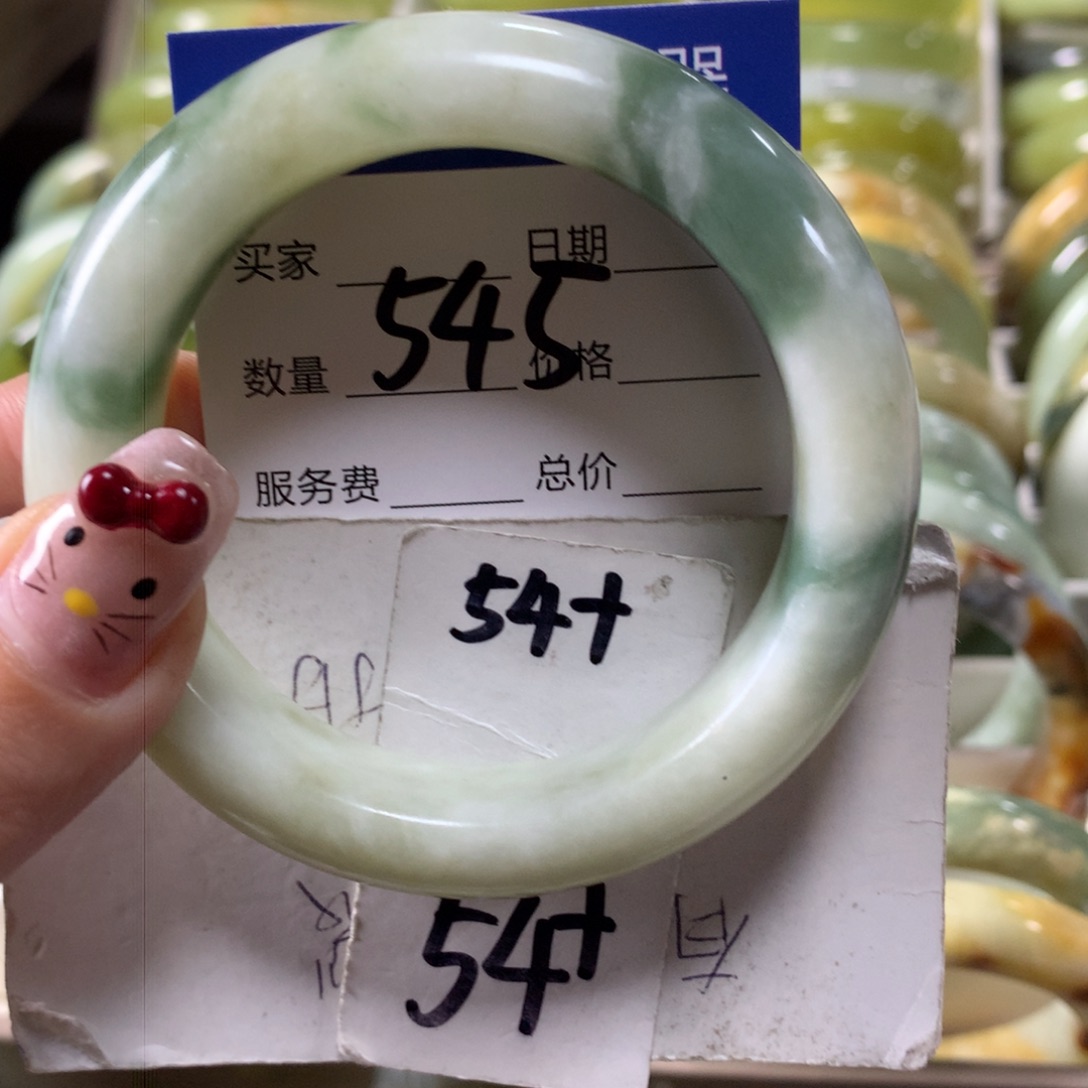 买家 日期
545
数量 价格
服务费 总价
54+
54+